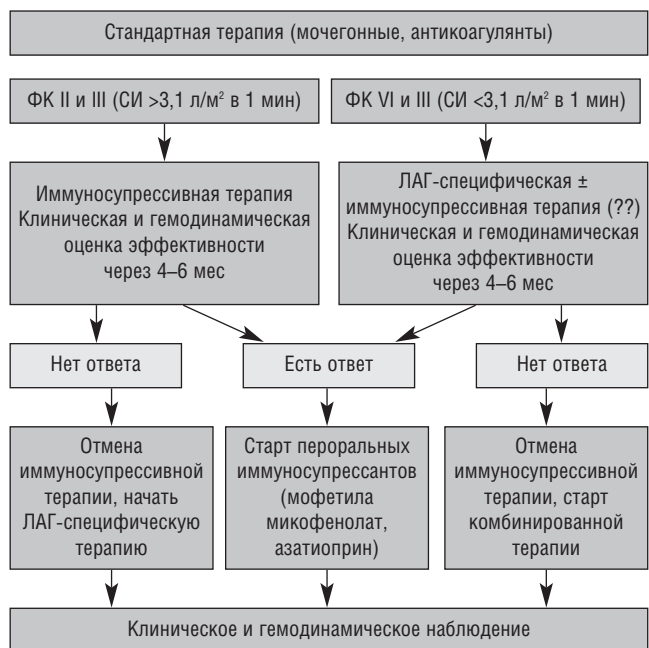 Стандартная терапия (мочегонные, антикоагулянты)
ФК II и III (СИ >3,1 л/м² в 1 мин)
ФК VI и III (СИ <3,1 л/м² в 1 мин)
Иммуносупрессивная терапия
Клиническая и гемодинамическая
оценка эффективности
через 4–6 мес
ЛАГ-специфическая ±
иммуносупрессивная терапия (??)
Клиническая и гемодинамическая
оценка эффективности
через 4–6 мес
Нет ответа
Есть ответ
Нет ответа
Отмена
иммуносупрессивной
терапии, начать
ЛАГ-специфическую
терапию
Старт пероральных
иммуносупрессантов
(мофетила
микофенолат,
азатиоприн)
Отмена
иммуносупрессивной
терапии, старт
комбинированной
терапии
Клиническое и гемодинамическое наблюдение